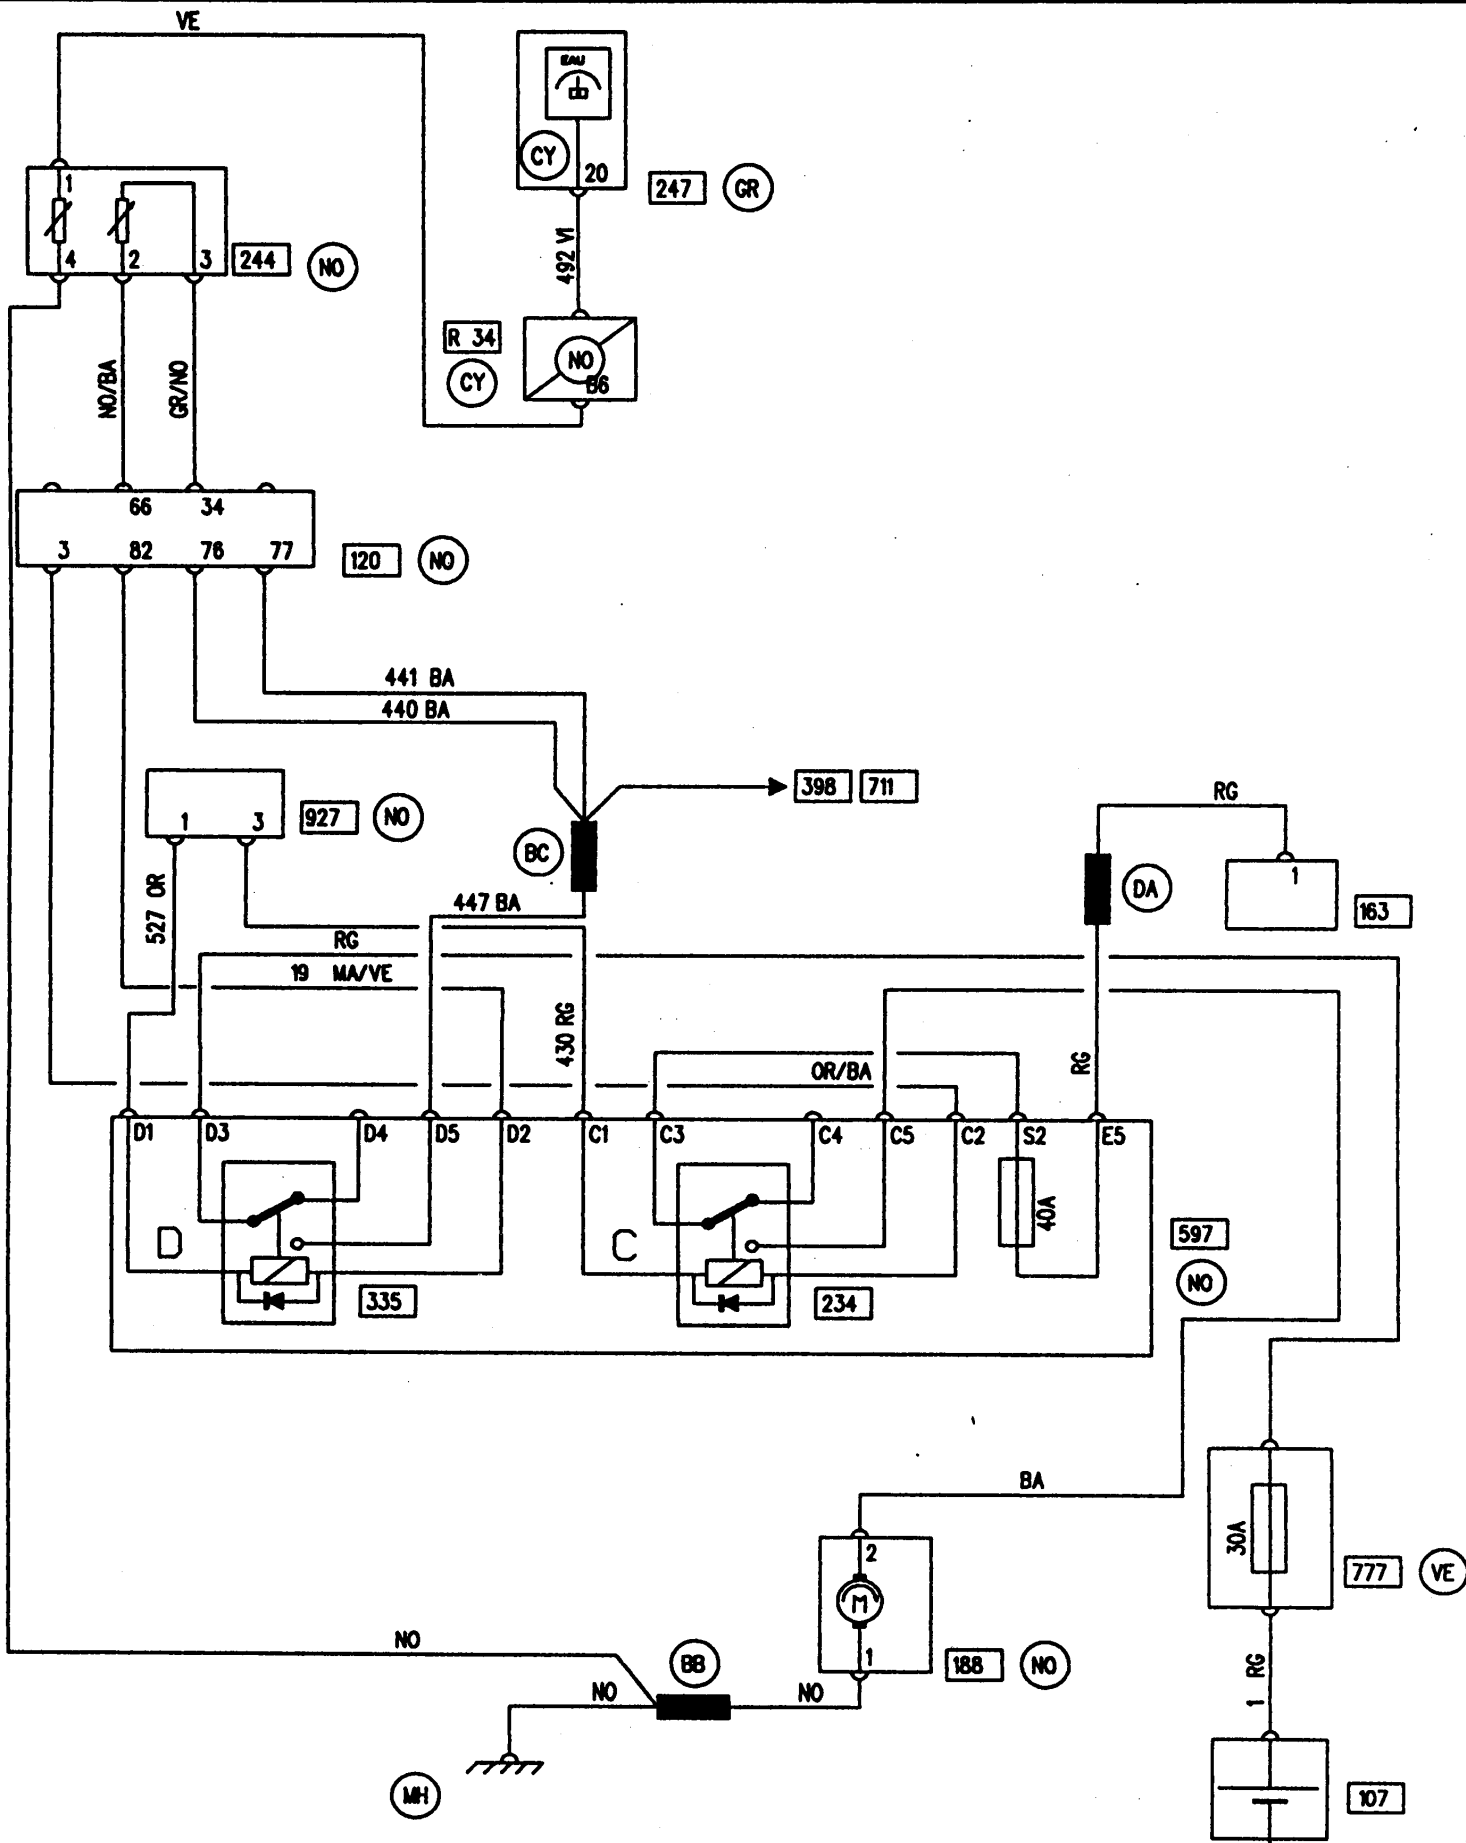 VE
EAU
CY
20
247 GR
1
4 2 3
244 NO
492 VI
R 34
CY
NO
B6
NO/BA
GR/NO
66 34
3 82 76 77
120 NO
441 BA
440 BA
398 711
1 3
927 NO
BC
RG
DA
1
163
527 OR
447 BA
RG
19 MA/VE
430 RG
OR/BA
RG
D1 D3 D4 D5 D2 C1 C3 C4 C5 C2 S2 E5
40A
D
C
597
NO
335
234
BA
30A
777 VE
2
M
1
188 NO
NO
BB
NO
NO
1 RG
MH
107